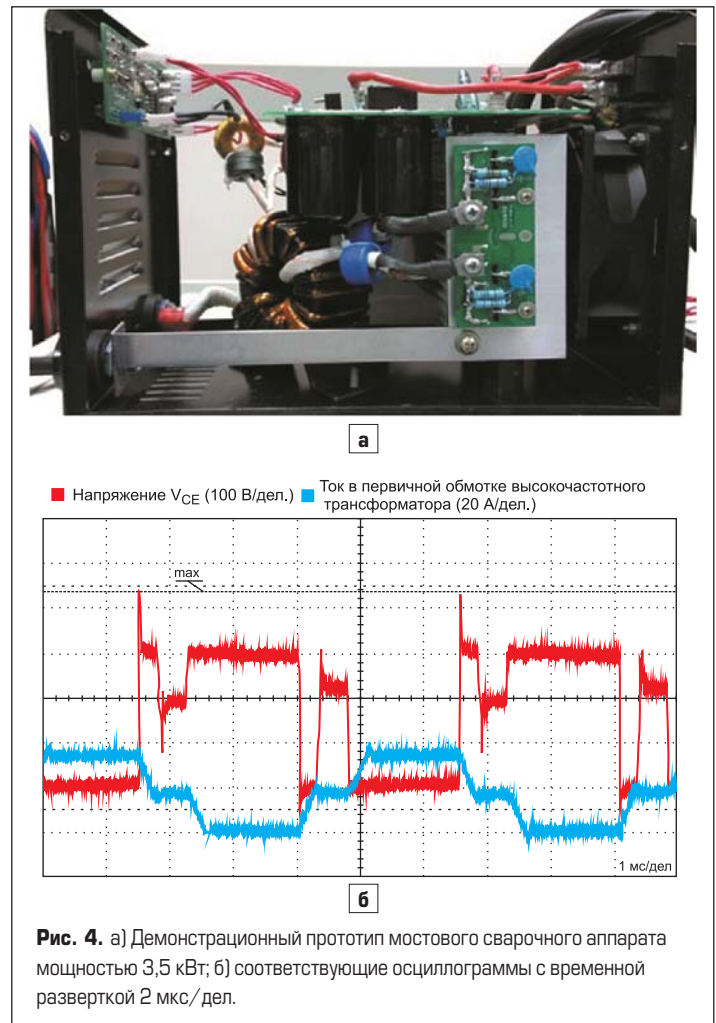 а
Напряжение VCE (100 В/дел.)
Ток в первичной обмотке высокочастотного
трансформатора (20 А/дел.)
max
1 мс/дел
б
Рис. 4. а) Демонстрационный прототип мостового сварочного аппарата
мощностью 3,5 кВт; б) соответствующие осциллограммы с временной
разверткой 2 мкс/дел.